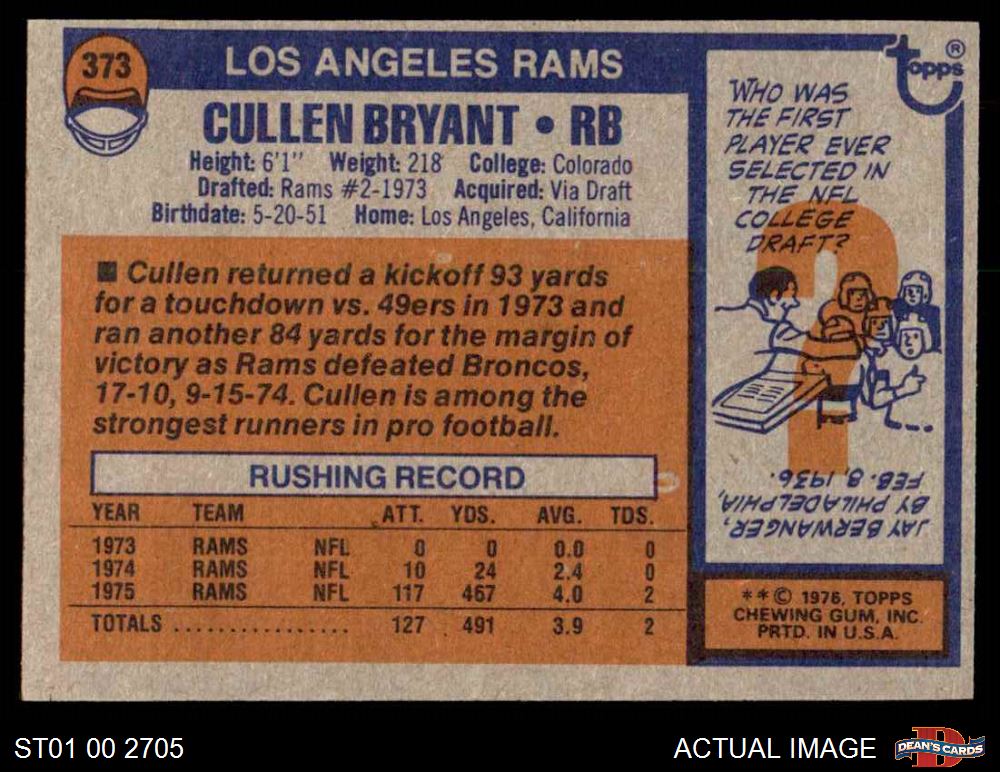 373
LOS ANGELES RAMS
CULLEN BRYANT • RB
Height: 6'1" Weight: 218 College: Colorado
Drafted: Rams #2-1973 Acquired: Via Draft
Birthdate: 5-20-51 Home: Los Angeles, California
■ Cullen returned a kickoff 93 yards
for a touchdown vs. 49ers in 1973 and
ran another 84 yards for the margin of
victory as Rams defeated Broncos,
17-10, 9-15-74. Cullen is among the
strongest runners in pro football.
RUSHING RECORD
YEAR TEAM ATT. YDS. AVG. TDS.
1973 RAMS NFL 0 0 0.0 0
1974 RAMS NFL 10 24 2.4 0
1975 RAMS NFL 117 467 4.0 2
TOTALS ................ 127 491 3.9 2
topps ®
WHO WAS
THE FIRST
PLAYER EVER
SELECTED IN
THE NFL
COLLEGE
DRAFT?
?
JAY BERWANGER,
BY PHILADELPHIA,
FEB. 8, 1936.
**© 1976, TOPPS
CHEWING GUM, INC.
PRTD. IN U.S.A.
ST01 00 2705
ACTUAL IMAGE
D
DEAN'S CARDS